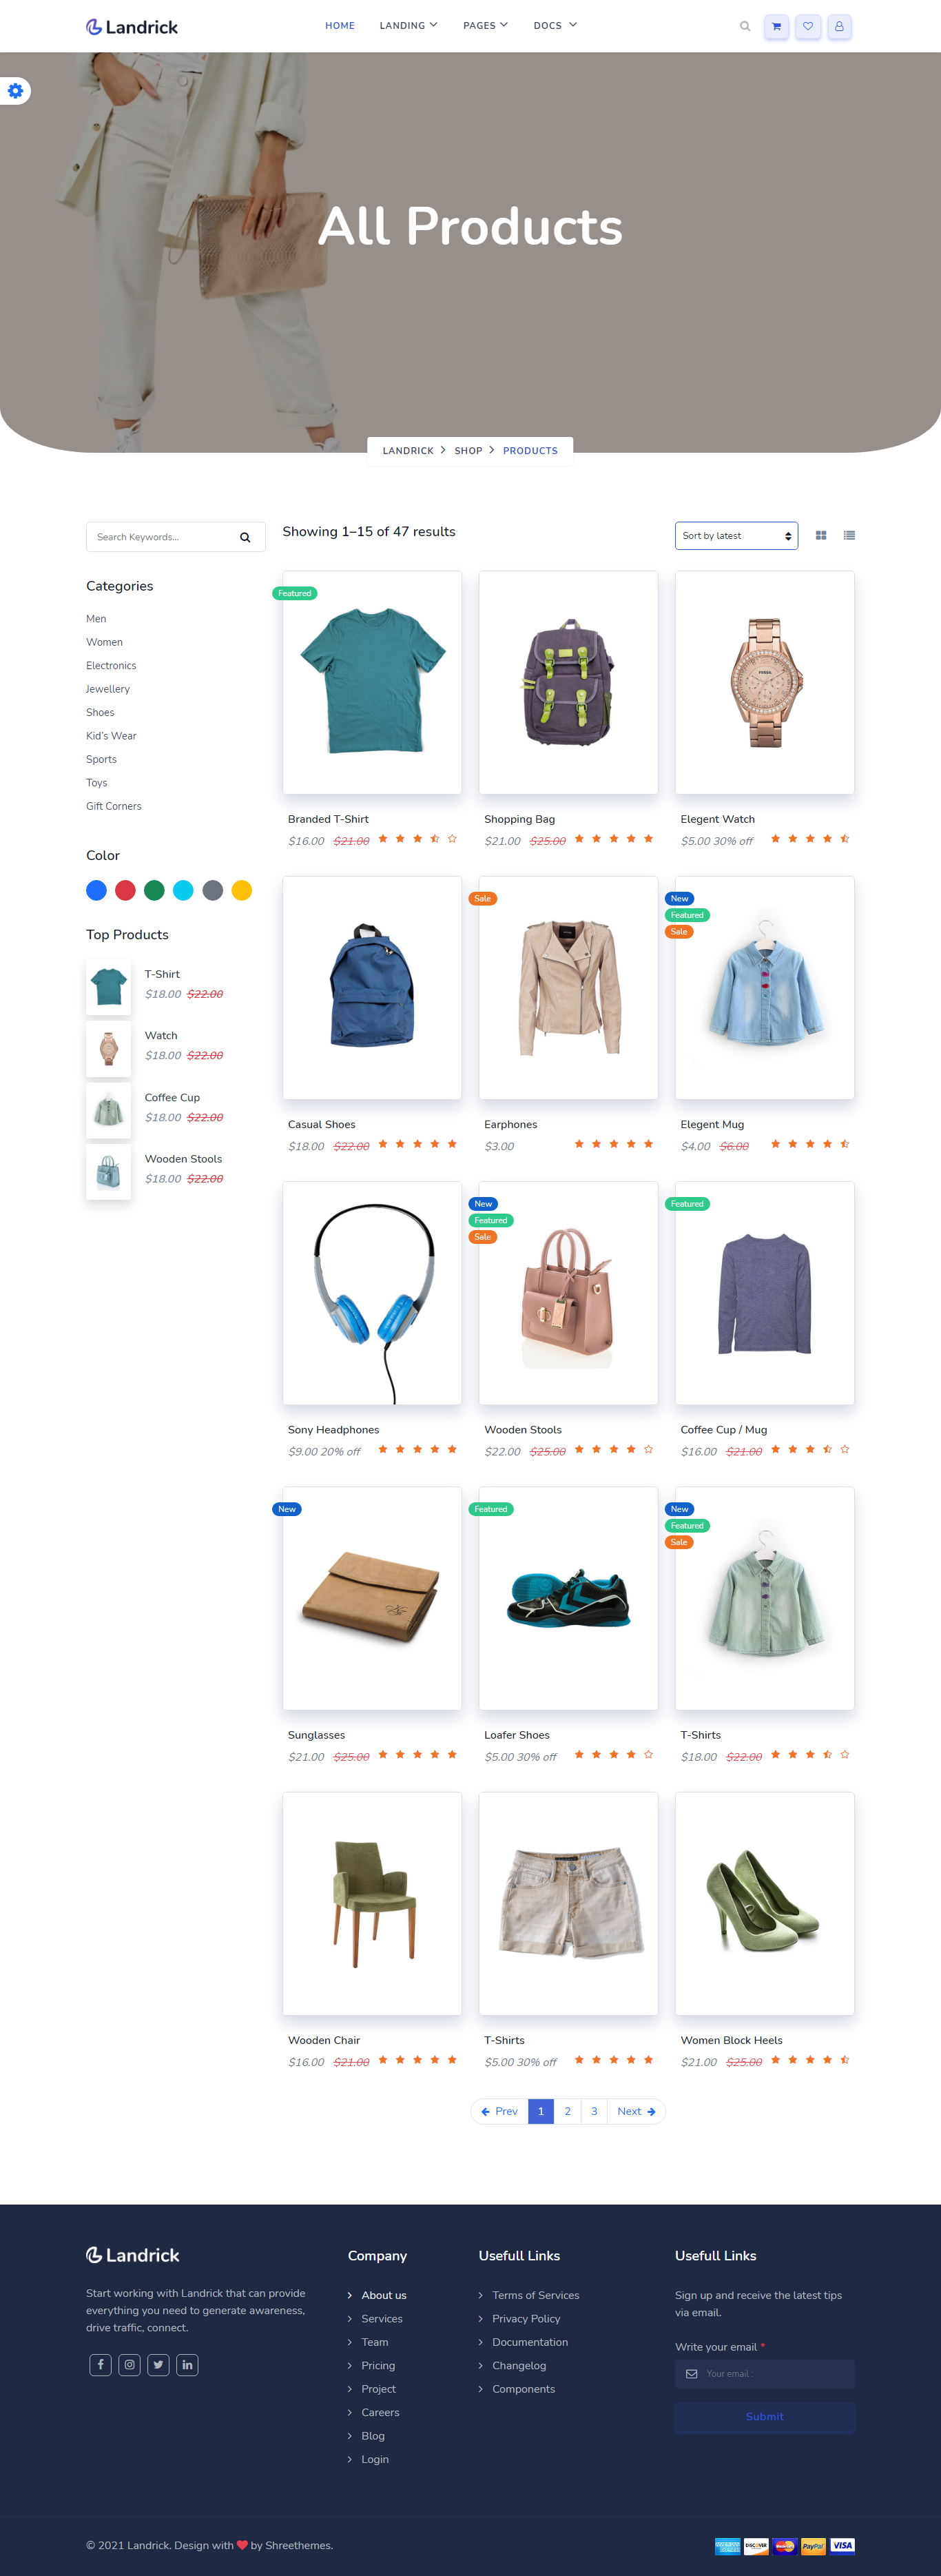 Landrick
HOME LANDING PAGES DOCS
All Products
LANDRICK SHOP PRODUCTS
Search Keywords...
Categories
Men
Women
Electronics
Jewellery
Shoes
Kid's Wear
Sports
Toys
Gift Corners
Color
Top Products
T-Shirt
$18.00 $22.00
Watch
$18.00 $22.00
Coffee Cup
$18.00 $22.00
Wooden Stools
$18.00 $22.00
Showing 1–15 of 47 results
Sort by latest
Featured
FOSSIL
Branded T-Shirt
$16.00 $21.00
Shopping Bag
$21.00 $25.00
Elegent Watch
$5.00 30% off
Sale
New
Featured
Sale
Casual Shoes
$18.00 $22.00
Earphones
$3.00
Elegent Mug
$4.00 $6.00
New
Featured
Sale
Featured
Sony Headphones
$9.00 20% off
Wooden Stools
$22.00 $25.00
Coffee Cup / Mug
$16.00 $21.00
New
Featured
New
Featured
Sale
Sunglasses
$21.00 $25.00
Loafer Shoes
$5.00 30% off
T-Shirts
$18.00 $22.00
Wooden Chair
$16.00 $21.00
T-Shirts
$5.00 30% off
Women Block Heels
$21.00 $25.00
Prev 1 2 3 Next
Landrick
Start working with Landrick that can provide
everything you need to generate awareness,
drive traffic, connect.
Company
About us
Services
Team
Pricing
Project
Careers
Blog
Login
Usefull Links
Terms of Services
Privacy Policy
Documentation
Changelog
Components
Usefull Links
Sign up and receive the latest tips
via email.
Write your email *
Your email :
Submit
© 2021 Landrick. Design with by Shreethemes.
DISCOVER MasterCard PayPal VISA